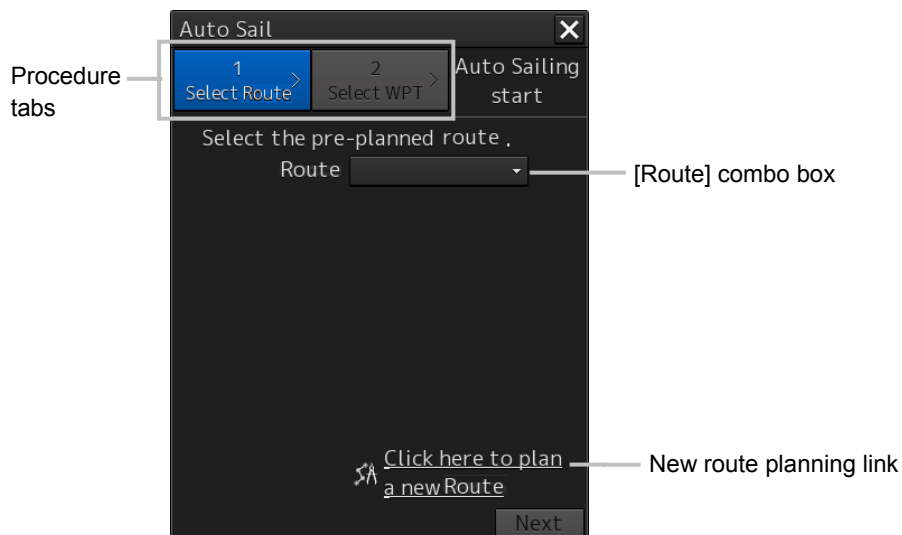 Auto Sail
Procedure
tabs
1
Select Route
2
Select WPT
Auto Sailing
start
Select the pre-planned route .
Route
[Route] combo box
Click here to plan
a new Route
New route planning link
Next